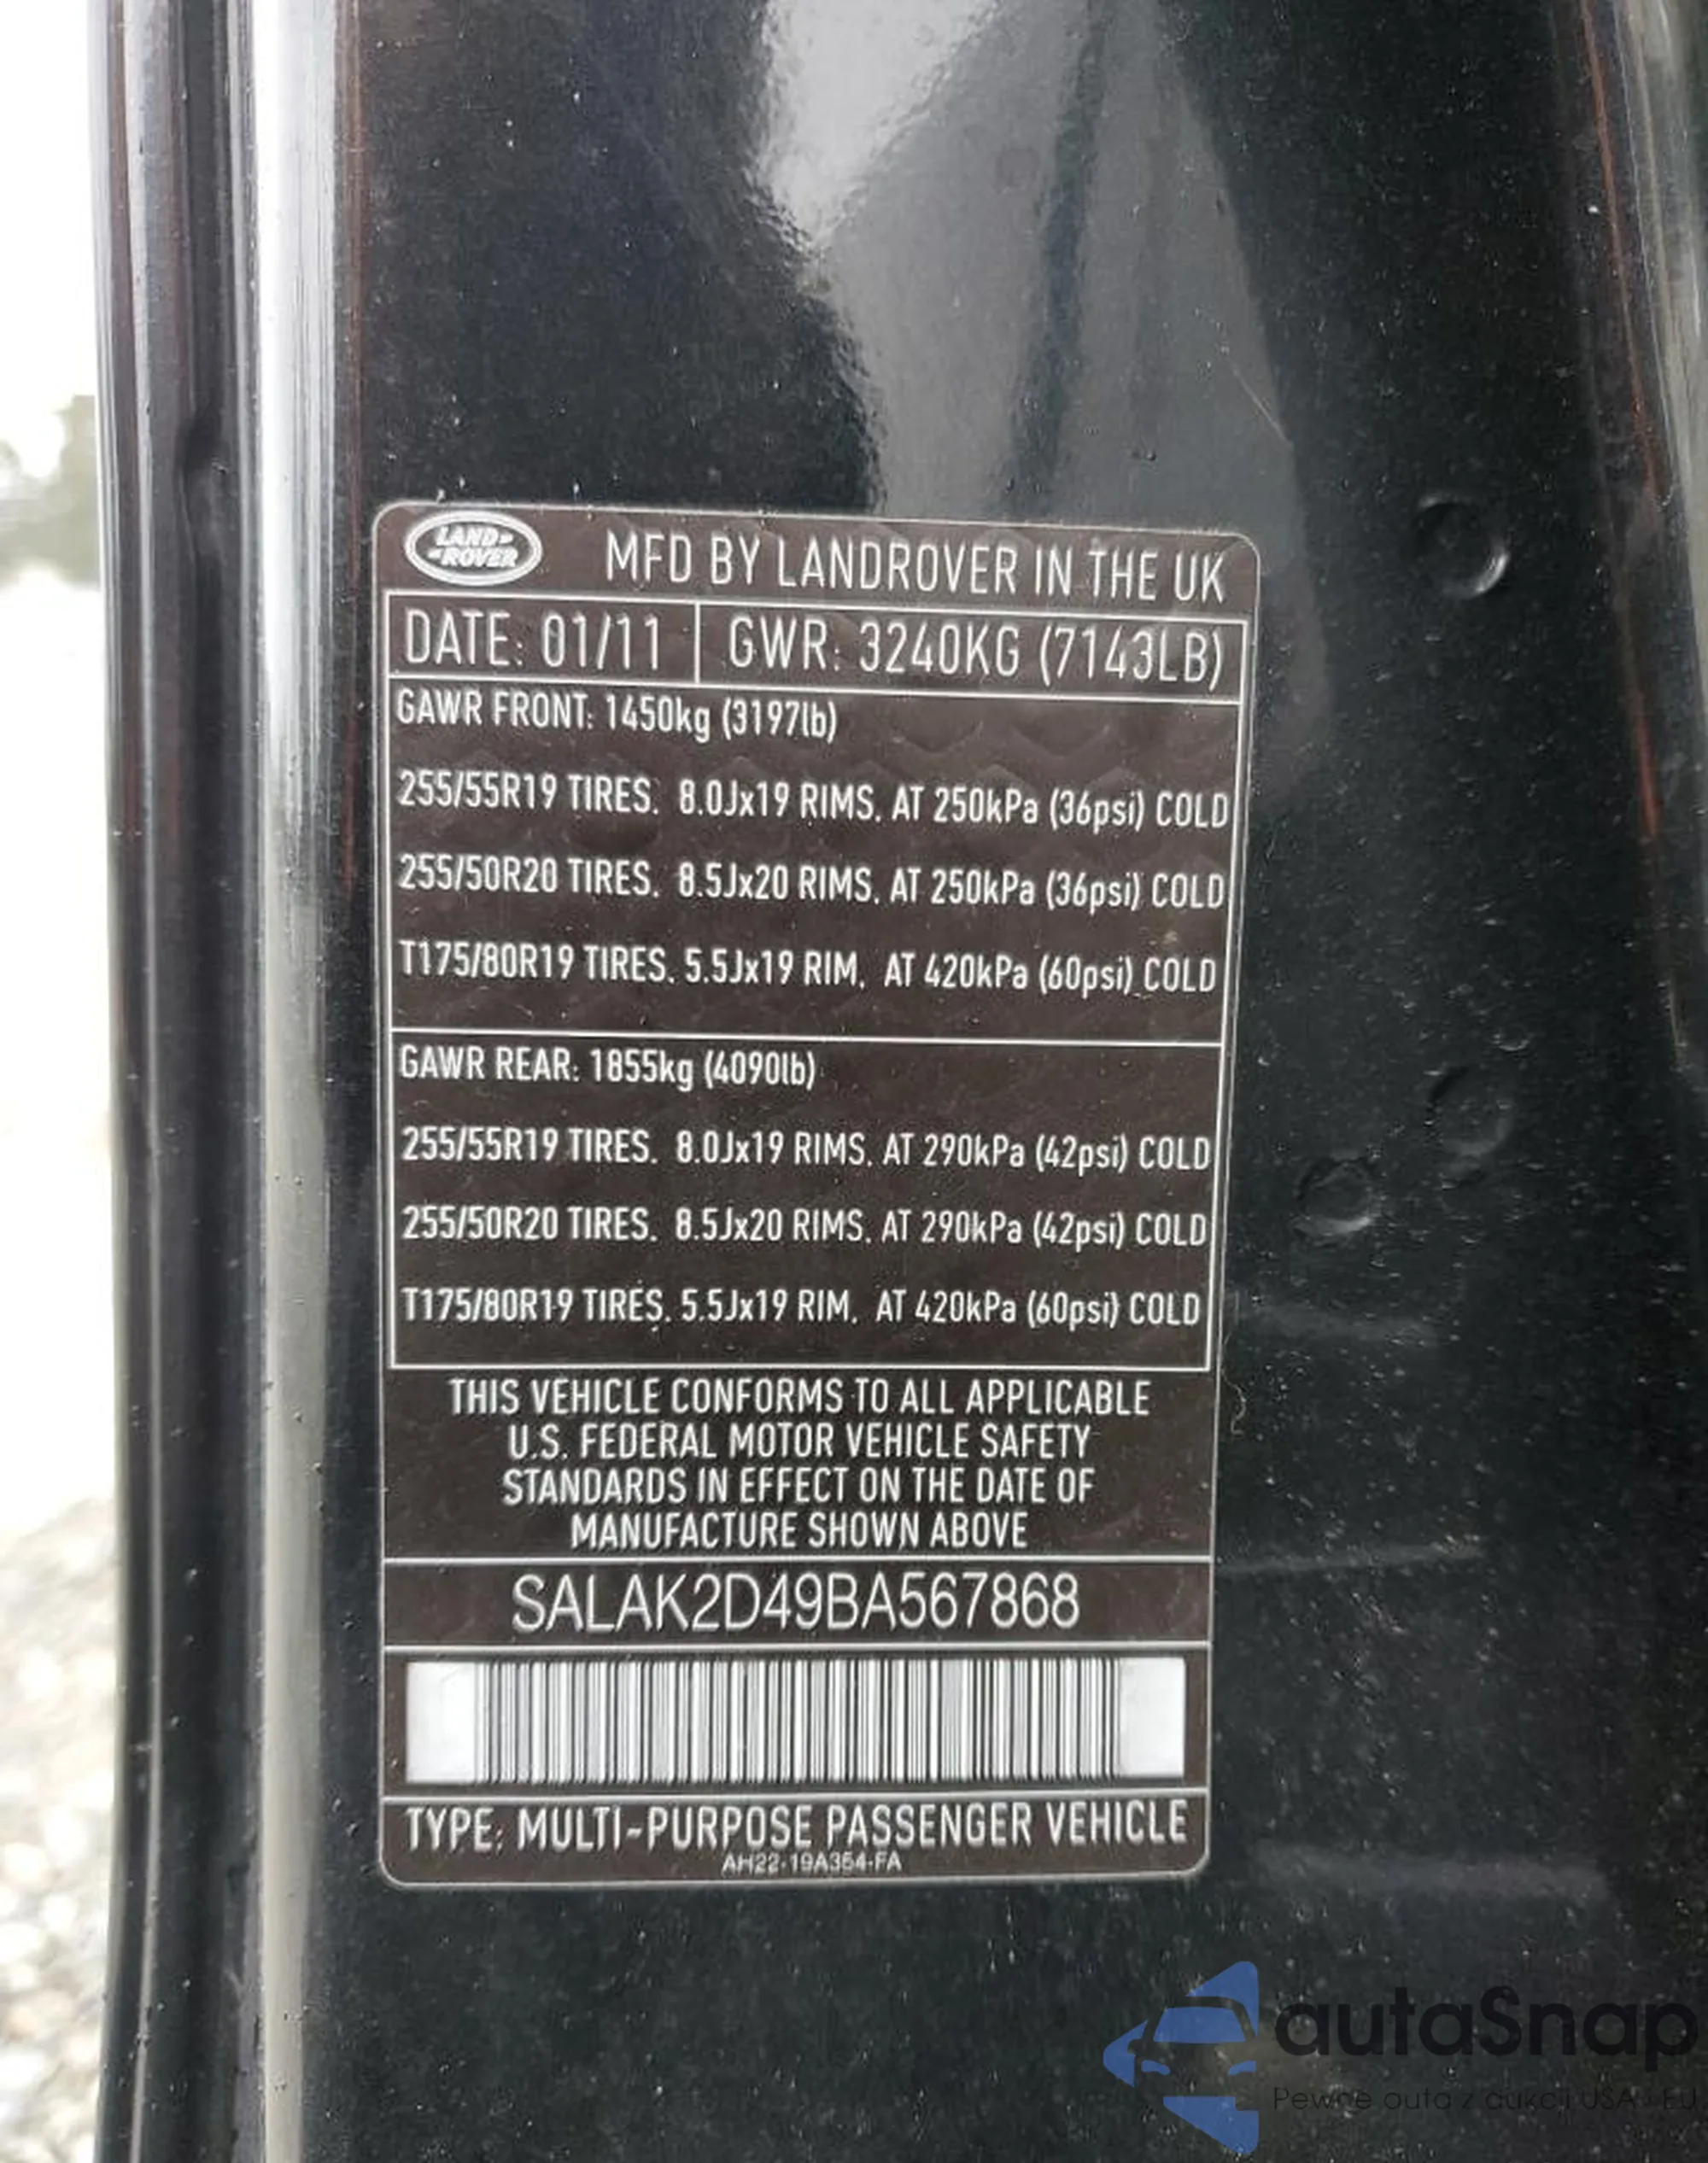 LAND ROVER
MFD BY LANDROVER IN THE UK
DATE: 01/11 GWR: 3240KG (7143LB)
GAWR FRONT: 1450kg (3197lb)
255/55R19 TIRES. 8.0Jx19 RIMS. AT 250kPa (36psi) COLD
255/50R20 TIRES. 8.5Jx20 RIMS. AT 250kPa (36psi) COLD
T175/80R19 TIRES. 5.5Jx19 RIM. AT 420kPa (60psi) COLD
GAWR REAR: 1855kg (4090lb)
255/55R19 TIRES. 8.0Jx19 RIMS. AT 290kPa (42psi) COLD
255/50R20 TIRES. 8.5Jx20 RIMS. AT 290kPa (42psi) COLD
T175/80R19 TIRES. 5.5Jx19 RIM. AT 420kPa (60psi) COLD
THIS VEHICLE CONFORMS TO ALL APPLICABLE
U.S. FEDERAL MOTOR VEHICLE SAFETY
STANDARDS IN EFFECT ON THE DATE OF
MANUFACTURE SHOWN ABOVE
SALAK2D49BA567868
TYPE: MULTI-PURPOSE PASSENGER VEHICLE
AH22-19A354-FA
autaSnap
Pewne auta z aukcji USA i EU